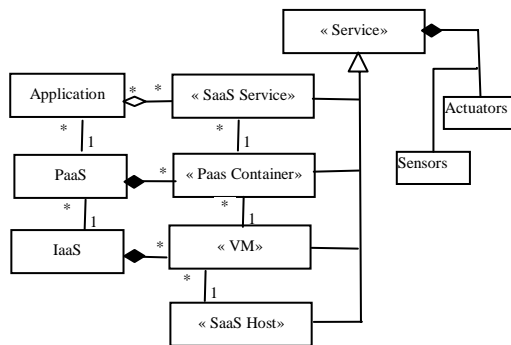 « Service»
Application
* *
« SaaS Service»
Actuators
* 1
* 1
Sensors
PaaS
*
« Paas Container»
* 1
* 1
IaaS
*
« VM»
* 1
« SaaS Host»